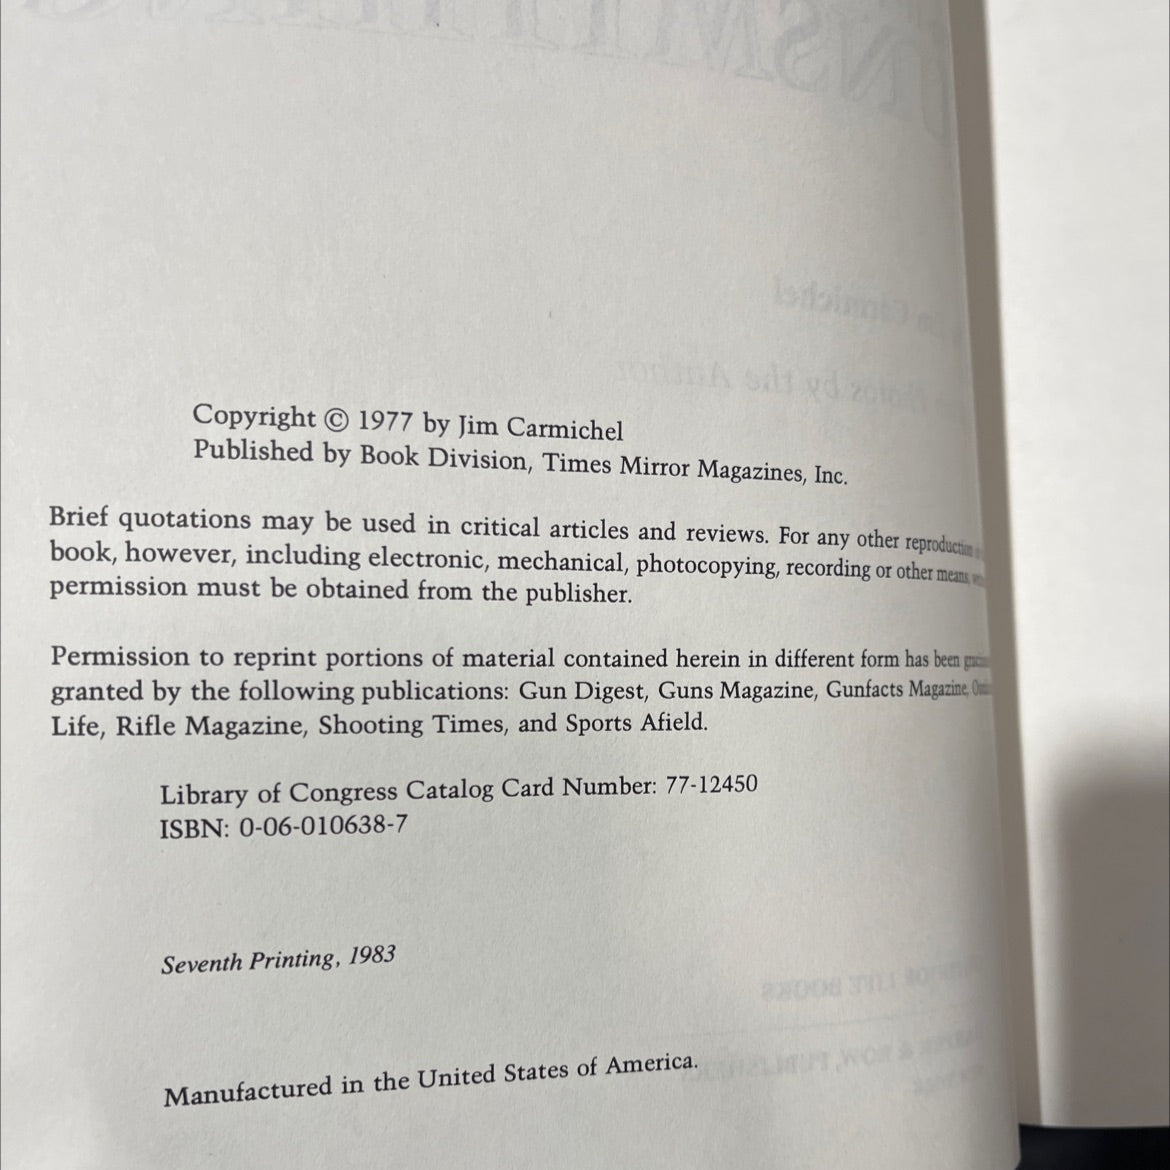 Copyright © 1977 by Jim Carmichel
Published by Book Division, Times Mirror Magazines, Inc.
Brief quotations may be used in critical articles and reviews. For any other reproduction
book, however, including electronic, mechanical, photocopying, recording or other means,
permission must be obtained from the publisher.
Permission to reprint portions of material contained herein in different form has been
granted by the following publications: Gun Digest, Guns Magazine, Gunfacts Magazine,
Life, Rifle Magazine, Shooting Times, and Sports Afield.
Library of Congress Catalog Card Number: 77-12450
ISBN: 0-06-010638-7
Seventh Printing, 1983
Manufactured in the United States of America.